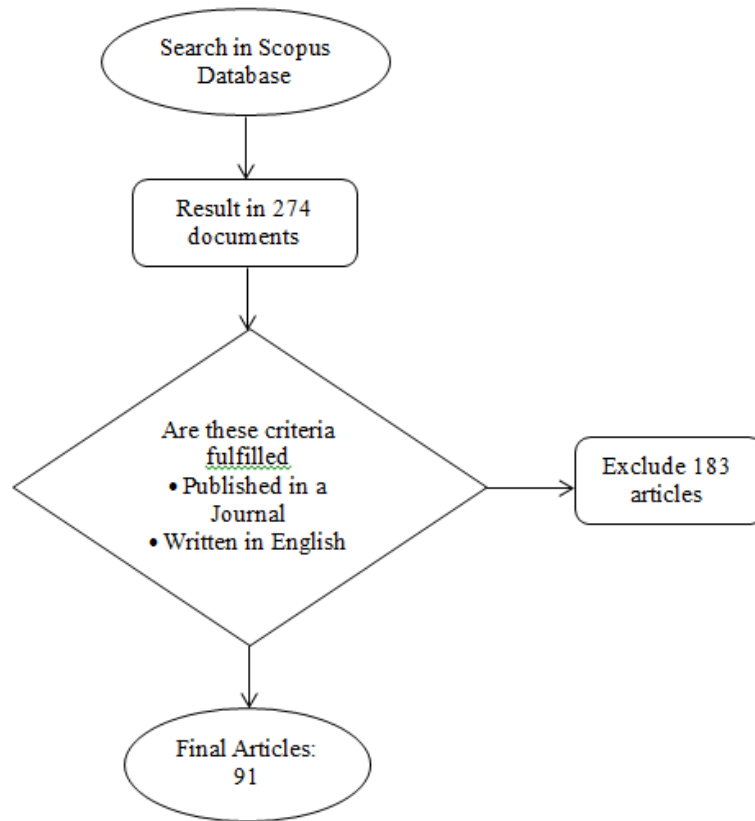 Search in Scopus
Database
Result in 274
documents
Are these criteria
fulfilled
• Published in a
Journal
• Written in English
Exclude 183
articles
Final Articles:
91